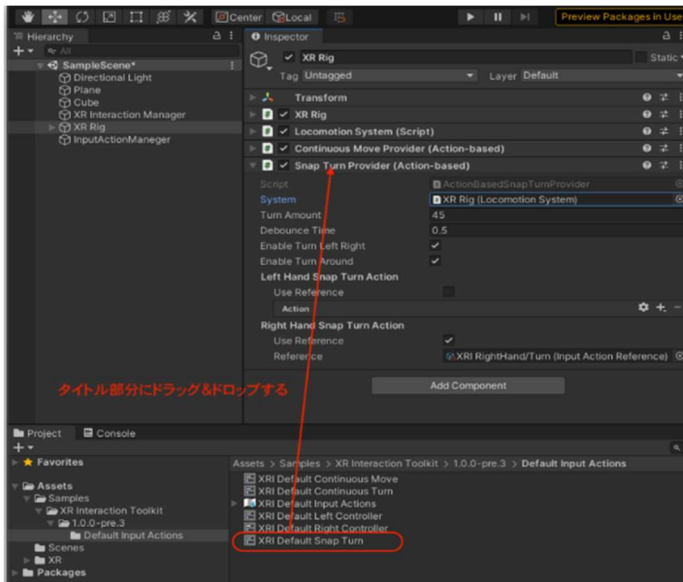 Center
Local
Preview Packages in Use
Hierarchy
Inspector
All
SampleScene*
Directional Light
Plane
Cube
XR Interaction Manager
XR Rig
InputActionManeger
XR Rig
Static
Tag Untagged
Layer Default
Transform
XR Rig
Locomotion System (Script)
Continuous Move Provider (Action-based)
Snap Turn Provider (Action-based)
Script ActionBasedSnapTurnProvider
System XR Rig (Locomotion System)
Turn Amount 45
Debounce Time 0.5
Enable Turn Left Right
Enable Turn Around
Left Hand Snap Turn Action
Use Reference
Action
Right Hand Snap Turn Action
Use Reference
Reference XRI RightHand/Turn (Input Action Reference)
タイトル部分にドラッグ&ドロップする
Add Component
Project
Console
Favorites
Assets
Samples
XR Interaction Toolkit
1.0.0-pre.3
Default Input Actions
Scenes
XR
Packages
Assets > Samples > XR Interaction Toolkit > 1.0.0-pre.3 > Default Input Actions
XRI Default Continuous Move
XRI Default Continuous Turn
XRI Default Input Actions
XRI Default Left Controller
XRI Default Right Controller
XRI Default Snap Turn